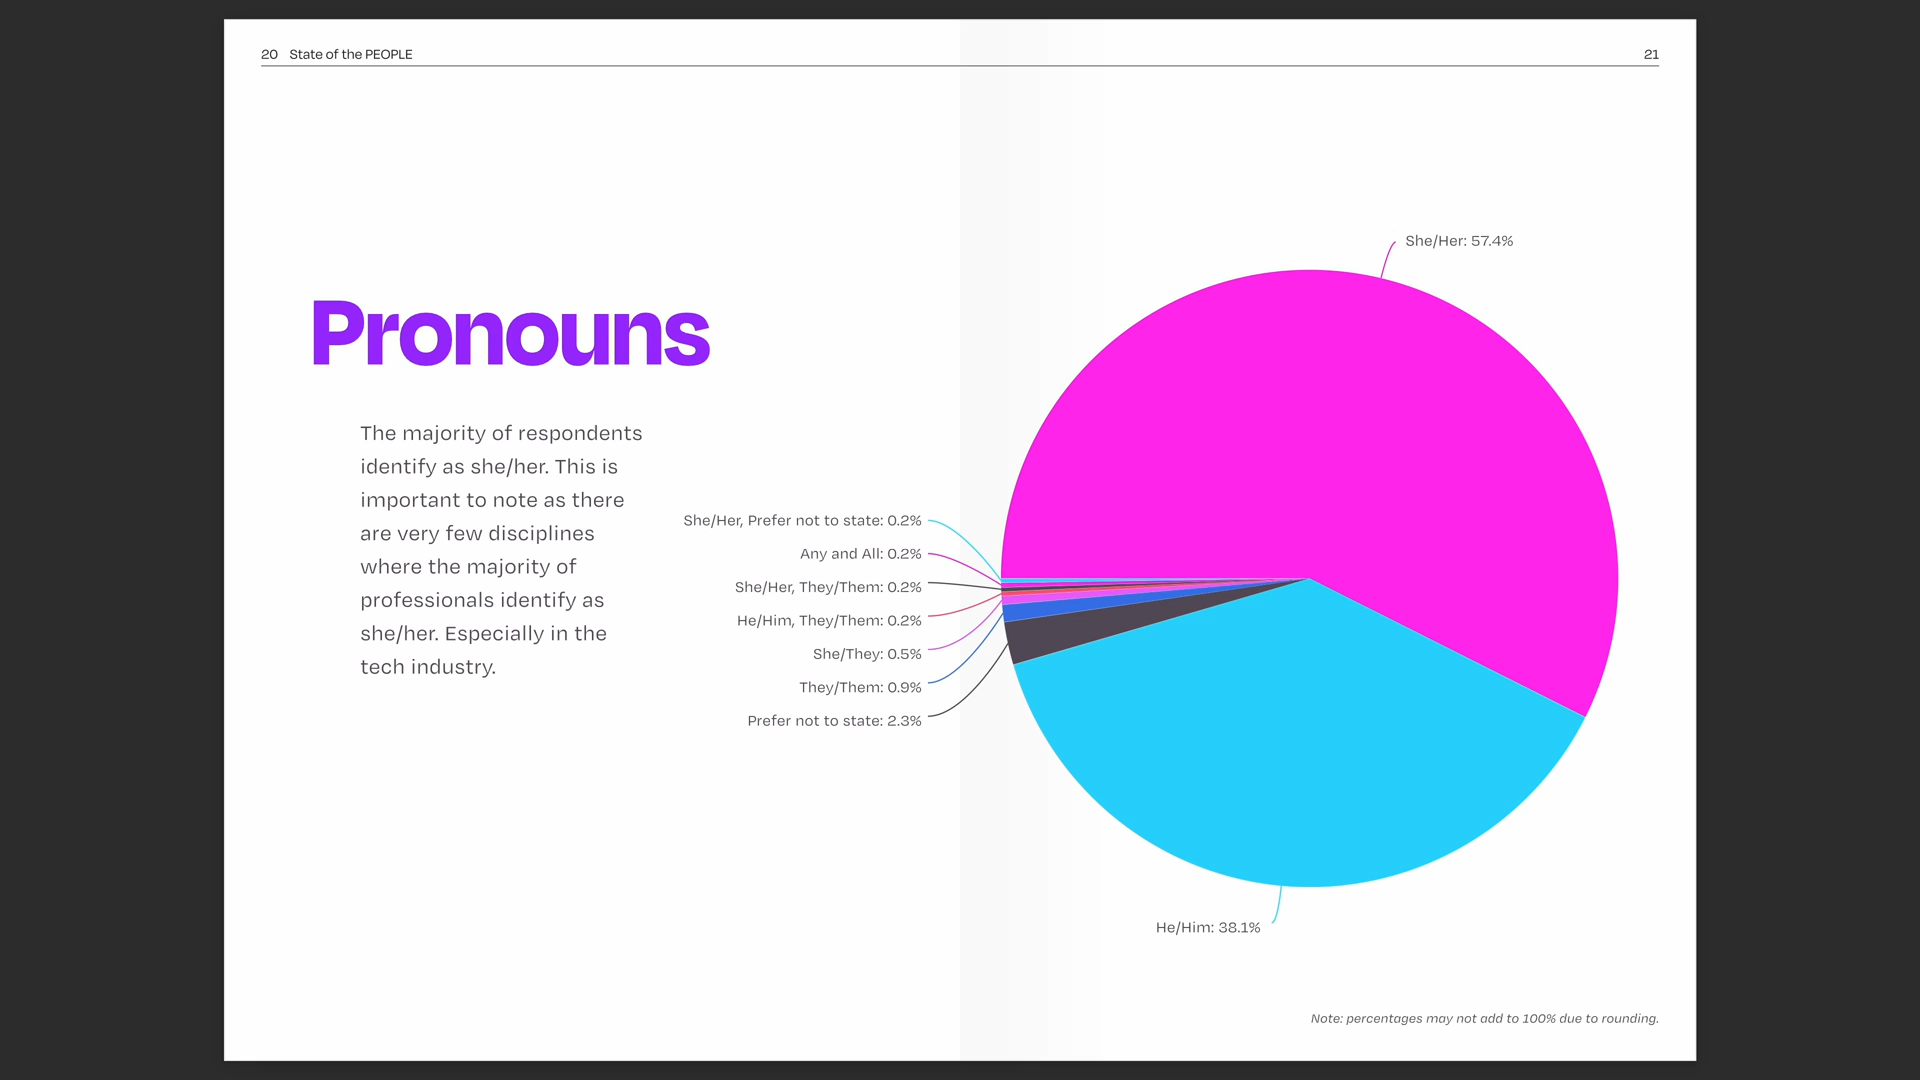 20 State of the PEOPLE
21
Pronouns
The majority of respondents
identify as she/her. This is
important to note as there
are very few disciplines
where the majority of
professionals identify as
she/her. Especially in the
tech industry.
She/Her: 57.4%
She/Her, Prefer not to state: 0.2%
Any and All: 0.2%
She/Her, They/Them: 0.2%
He/Him, They/Them: 0.2%
She/They: 0.5%
They/Them: 0.9%
Prefer not to state: 2.3%
He/Him: 38.1%
Note: percentages may not add to 100% due to rounding.